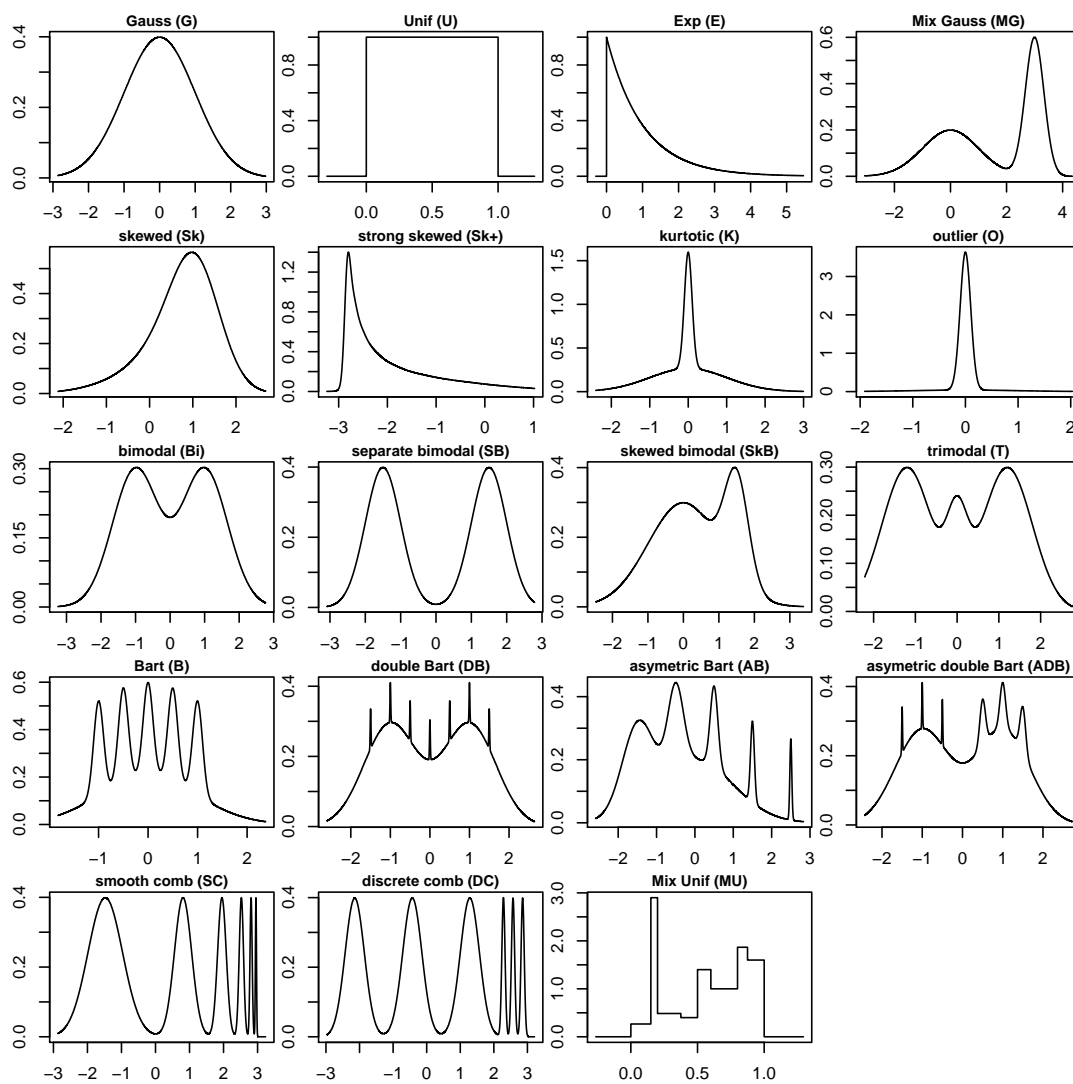 Gauss (G)
0.0 0.2 0.4
−3 −2 −1 0 1 2 3
Unif (U)
0.0 0.4 0.8
0.0 0.5 1.0
Exp (E)
0.0 0.4 0.8
0 1 2 3 4 5
Mix Gauss (MG)
0.0 0.2 0.4 0.6
−2 0 2 4
skewed (Sk)
0.0 0.2 0.4
−2 −1 0 1 2
strong skewed (Sk+)
0.0 0.4 0.8 1.2
−3 −2 −1 0 1
kurtotic (K)
0.0 0.5 1.0 1.5
−2 −1 0 1 2 3
outlier (O)
0 1 2 3
−2 −1 0 1 2
bimodal (Bi)
0.00 0.15 0.30
−3 −2 −1 0 1 2 3
separate bimodal (SB)
0.0 0.2 0.4
−3 −2 −1 0 1 2 3
skewed bimodal (SkB)
0.0 0.2 0.4
−2 −1 0 1 2 3
trimodal (T)
0.00 0.10 0.20 0.30
−2 −1 0 1 2
Bart (B)
0.0 0.2 0.4 0.6
−1 0 1 2
double Bart (DB)
0.0 0.2 0.4
−2 −1 0 1 2
asymetric Bart (AB)
0.0 0.2 0.4
−2 −1 0 1 2 3
asymetric double Bart (ADB)
0.0 0.2 0.4
−2 −1 0 1 2
smooth comb (SC)
0.0 0.2 0.4
−3 −2 −1 0 1 2 3
discrete comb (DC)
0.0 0.2 0.4
−3 −2 −1 0 1 2 3
Mix Unif (MU)
0.0 1.0 2.0 3.0
0.0 0.5 1.0